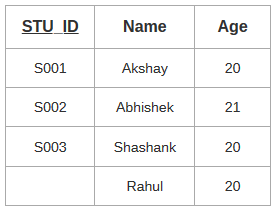 STU_ID Name Age
S001 Akshay 20
S002 Abhishek 21
S003 Shashank 20
Rahul 20